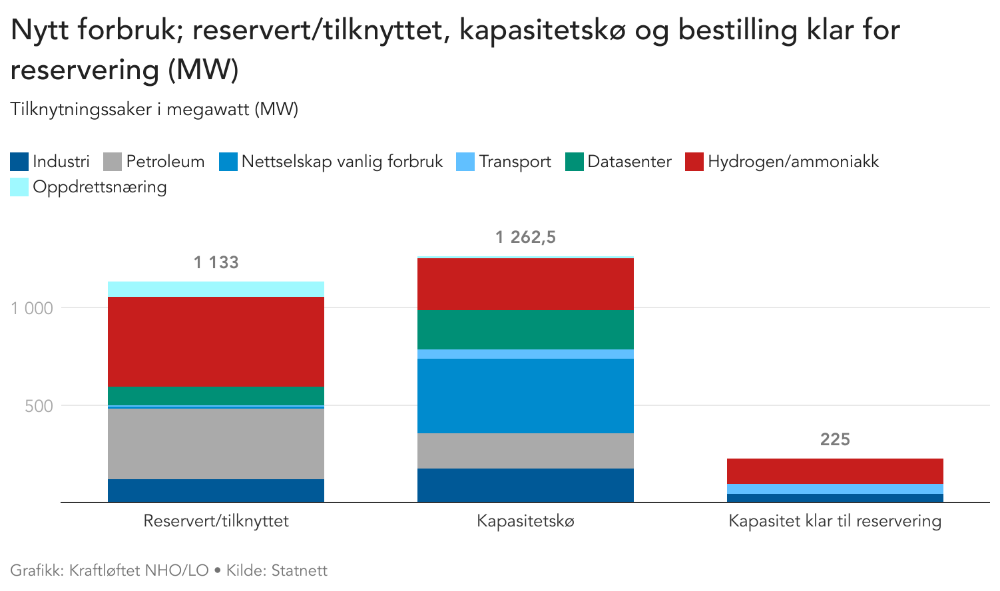 Nytt forbruk; reservert/tilknyttet, kapasitetskø og bestilling klar for
reservering (MW)
Tilknytningssaker i megawatt (MW)
Industri Petroleum Nettselskap vanlig forbruk Transport Datasenter Hydrogen/ammoniakk
Oppdrettsnæring
1 262,5
1 133
1 000
500
225
Reservert/tilknyttet Kapasitetskø Kapasitet klar til reservering
Grafikk: Kraftløftet NHO/LO • Kilde: Statnett